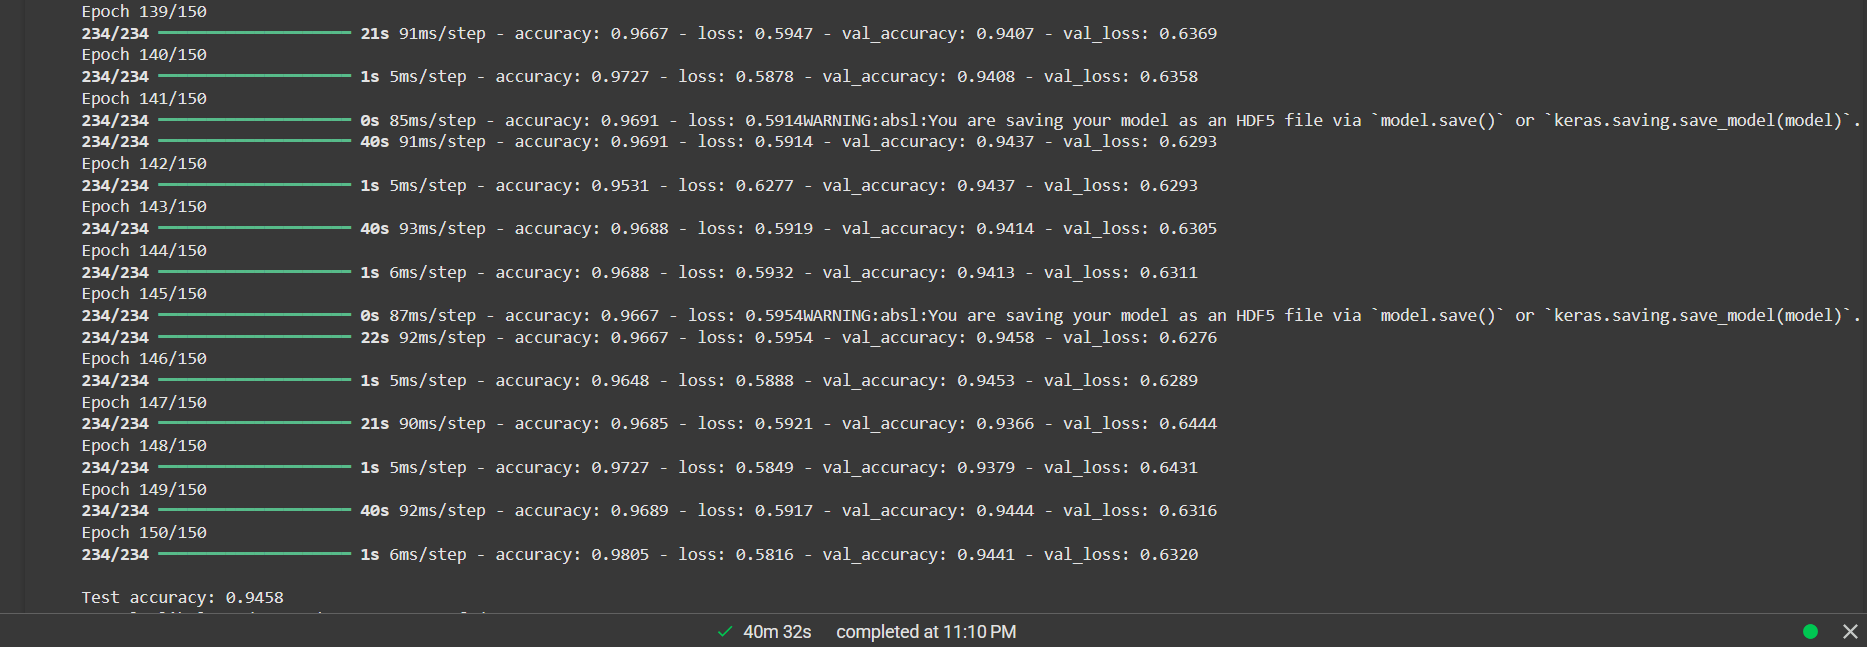 Epoch 139/150
234/234 21s 91ms/step - accuracy: 0.9667 - loss: 0.5947 - val_accuracy: 0.9407 - val_loss: 0.6369
Epoch 140/150
234/234 1s 5ms/step - accuracy: 0.9727 - loss: 0.5878 - val_accuracy: 0.9408 - val_loss: 0.6358
Epoch 141/150
234/234 0s 85ms/step - accuracy: 0.9691 - loss: 0.5914WARNING:absl:You are saving your model as an HDF5 file via `model.save()` or `keras.saving.save_model(model)`.
234/234 40s 91ms/step - accuracy: 0.9691 - loss: 0.5914 - val_accuracy: 0.9437 - val_loss: 0.6293
Epoch 142/150
234/234 1s 5ms/step - accuracy: 0.9531 - loss: 0.6277 - val_accuracy: 0.9437 - val_loss: 0.6293
Epoch 143/150
234/234 40s 93ms/step - accuracy: 0.9688 - loss: 0.5919 - val_accuracy: 0.9414 - val_loss: 0.6305
Epoch 144/150
234/234 1s 6ms/step - accuracy: 0.9688 - loss: 0.5932 - val_accuracy: 0.9413 - val_loss: 0.6311
Epoch 145/150
234/234 0s 87ms/step - accuracy: 0.9667 - loss: 0.5954WARNING:absl:You are saving your model as an HDF5 file via `model.save()` or `keras.saving.save_model(model)`.
234/234 22s 92ms/step - accuracy: 0.9667 - loss: 0.5954 - val_accuracy: 0.9458 - val_loss: 0.6276
Epoch 146/150
234/234 1s 5ms/step - accuracy: 0.9648 - loss: 0.5888 - val_accuracy: 0.9453 - val_loss: 0.6289
Epoch 147/150
234/234 21s 90ms/step - accuracy: 0.9685 - loss: 0.5921 - val_accuracy: 0.9366 - val_loss: 0.6444
Epoch 148/150
234/234 1s 5ms/step - accuracy: 0.9727 - loss: 0.5849 - val_accuracy: 0.9379 - val_loss: 0.6431
Epoch 149/150
234/234 40s 92ms/step - accuracy: 0.9689 - loss: 0.5917 - val_accuracy: 0.9444 - val_loss: 0.6316
Epoch 150/150
234/234 1s 6ms/step - accuracy: 0.9805 - loss: 0.5816 - val_accuracy: 0.9441 - val_loss: 0.6320
Test accuracy: 0.9458
40m 32s completed at 11:10 PM